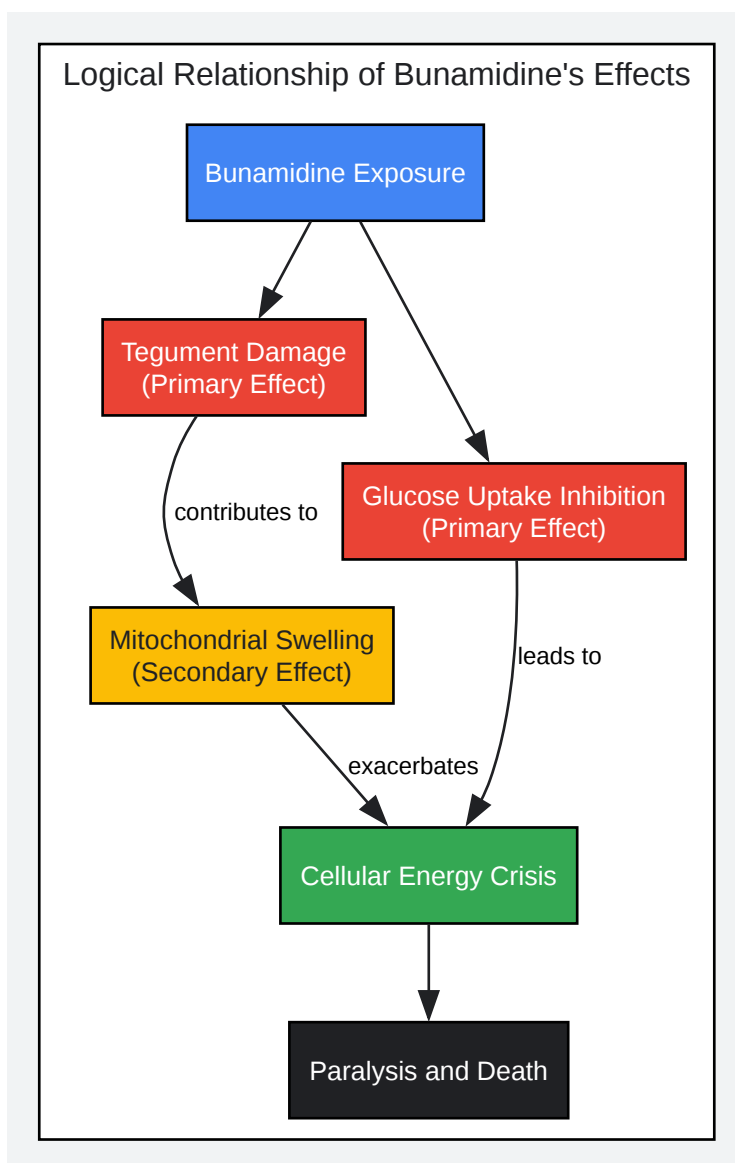 Logical Relationship of Bunamidine's Effects
Bunamidine Exposure
Tegument Damage
(Primary Effect)
Glucose Uptake Inhibition
(Primary Effect)
contributes to
Mitochondrial Swelling
(Secondary Effect)
leads to
exacerbates
Cellular Energy Crisis
Paralysis and Death